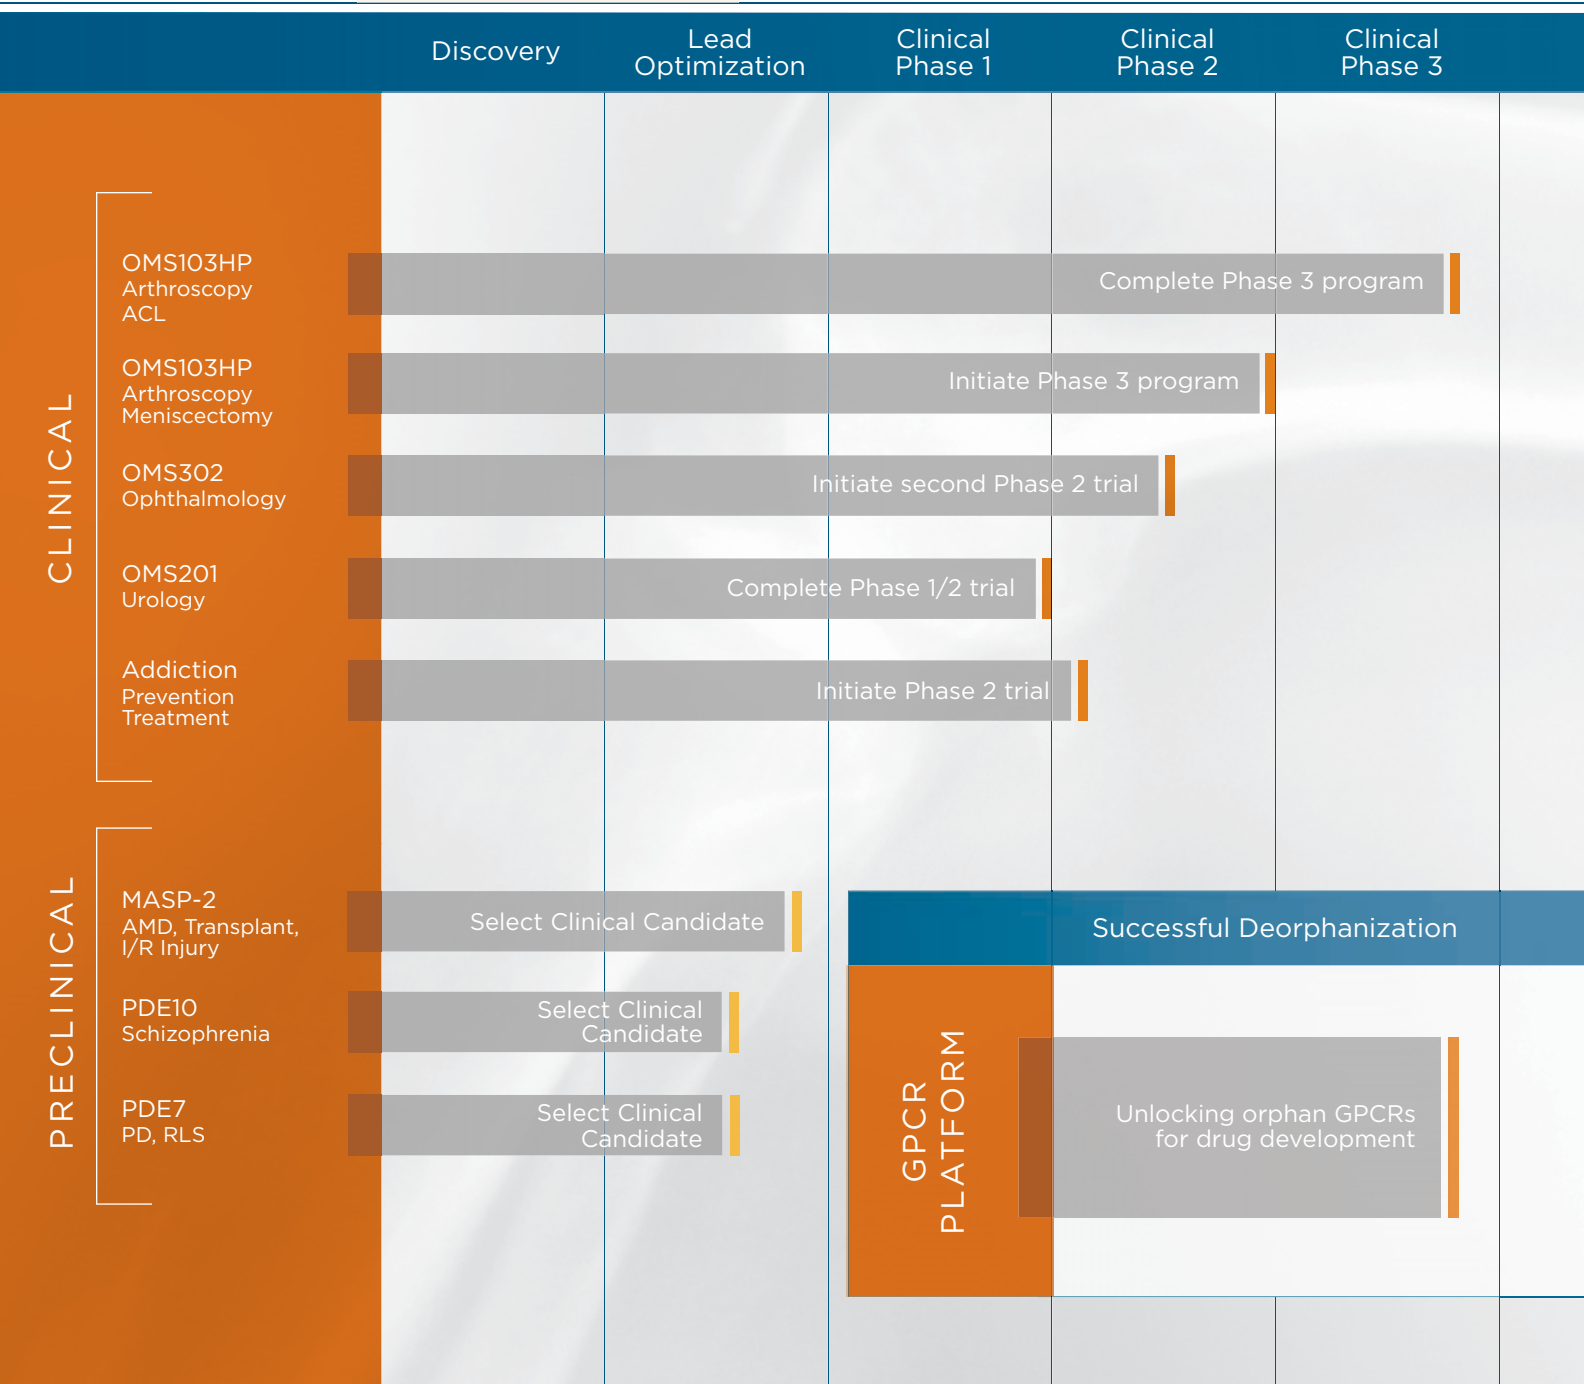 Discovery
Lead
Optimization
Clinical
Phase 1
Clinical
Phase 2
Clinical
Phase 3
CLINICAL
OMS103HP
Arthroscopy
ACL
Complete Phase 3 program
OMS103HP
Arthroscopy
Meniscectomy
Initiate Phase 3 program
OMS302
Ophthalmology
Initiate second Phase 2 trial
OMS201
Urology
Complete Phase 1/2 trial
Addiction
Prevention
Treatment
Initiate Phase 2 trial
PRECLINICAL
MASP-2
AMD, Transplant,
I/R Injury
Select Clinical Candidate
PDE10
Schizophrenia
Select Clinical
Candidate
PDE7
PD, RLS
Select Clinical
Candidate
Successful Deorphanization
GPCR
PLATFORM
Unlocking orphan GPCRs
for drug development